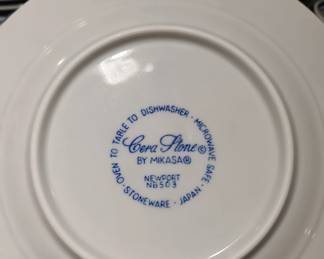 OVEN TO TABLE TO DISHWASHER · MICROWAVE SAFE ·
Cera Stone ©
BY MIKASA®
NEWPORT
NB503
STONEWARE · JAPAN ·